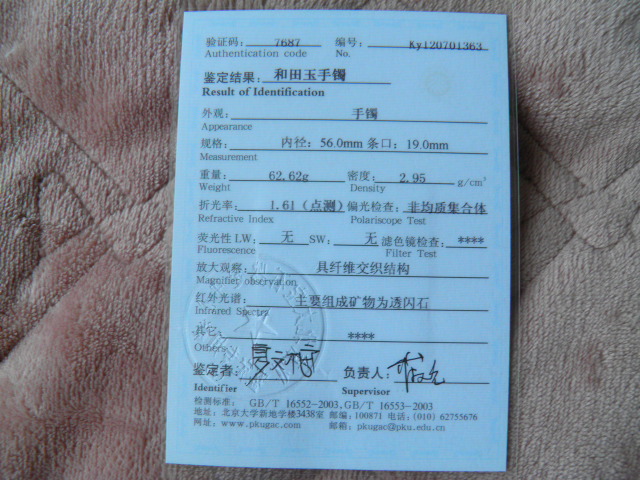 验证码： 7687 编号： Ky120701363
Authentication code No.
鉴定结果： 和田玉手镯
Result of Identification
外观： 手镯
Appearance
规格： 内径：56.0mm 条口：19.0mm
Measurement
重量： 62.62g 密度： 2.95 g/cm³
Weight Density
折光率： 1.61（点测） 偏光检查： 非均质集合体
Refractive Index Polariscope Test
荧光性 LW： 无 SW： 无 滤色镜检查： ****
Fluorescence Filter Test
放大观察： 具纤维交织结构
Magnifier observation
红外光谱： 主要组成矿物为透闪石
Infrared Spectra
其它： ****
Others
鉴定者： 夏文梅 负责人：
Identifier Supervisor
检测标准： GB/T 16552-2003,GB/T 16553-2003
地址：北京大学新地学楼3438室 邮编：100871 电话：(010) 62755676
网址：www.pkugac.com 邮箱：pkugac@pku.edu.cn